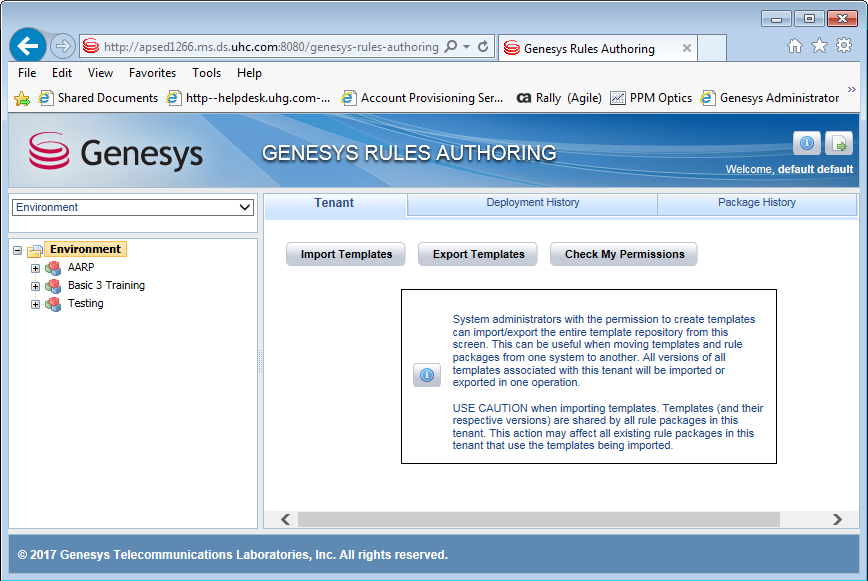 http://apsed1266.ms.ds.uhc.com:8080/genesys-rules-authoring
Genesys Rules Authoring
File Edit View Favorites Tools Help
Shared Documents http--helpdesk.uhg.com-... Account Provisioning Ser... ca Rally (Agile) PPM Optics Genesys Administrator »
Genesys
GENESYS RULES AUTHORING
Welcome, default default
Environment
Tenant Deployment History Package History
Environment
AARP
Basic 3 Training
Testing
Import Templates Export Templates Check My Permissions
System administrators with the permission to create templates
can import/export the entire template repository from this
screen. This can be useful when moving templates and rule
packages from one system to another. All versions of all
templates associated with this tenant will be imported or
exported in one operation.
USE CAUTION when importing templates. Templates (and their
respective versions) are shared by all rule packages in this
tenant. This action may affect all existing rule packages in this
tenant that use the templates being imported.
© 2017 Genesys Telecommunications Laboratories, Inc. All rights reserved.